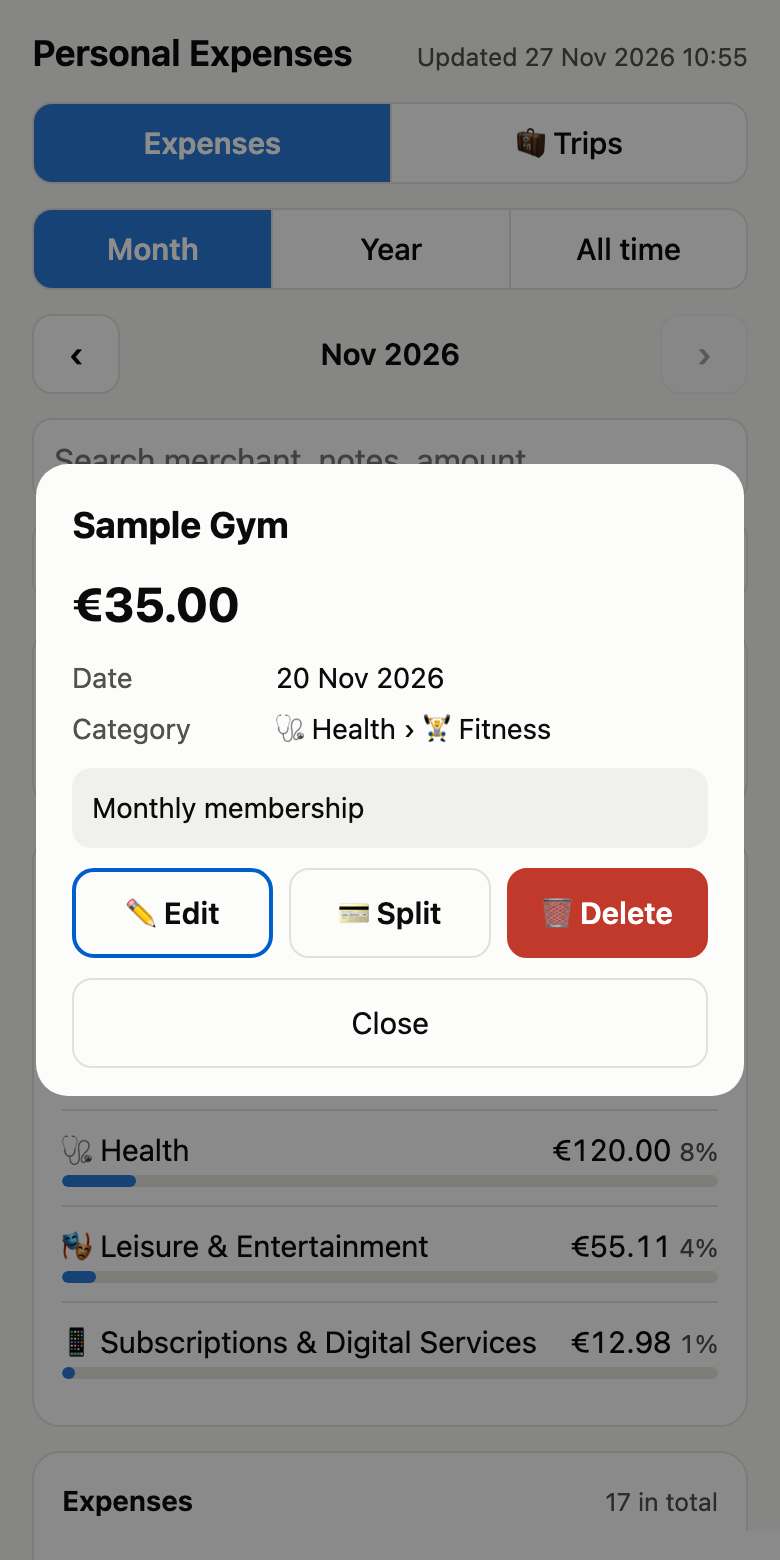 Personal Expenses Updated 27 Nov 2026 10:55
Expenses 🧳 Trips
Month Year All time
‹ Nov 2026 ›
Search merchant, notes, amount
Sample Gym
€35.00
Date 20 Nov 2026
Category 🩺 Health › 🏋️ Fitness
Monthly membership
✏️ Edit 💳 Split 🗑️ Delete
Close
🩺 Health €120.00 8%
🎭 Leisure & Entertainment €55.11 4%
📱 Subscriptions & Digital Services €12.98 1%
Expenses 17 in total